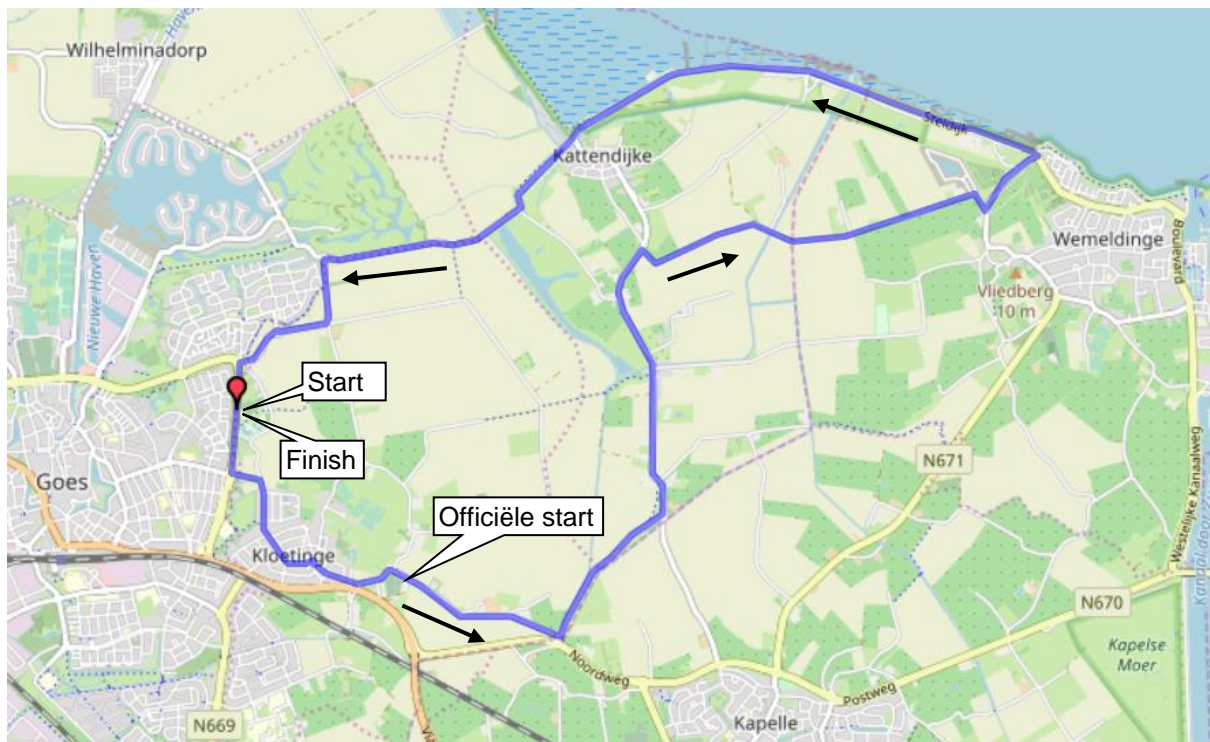 Wilhelminadorp
Haven
Steldijk
Kattendijke
Wemeldinge
Boulevard
Vliedberg
10 m
Nieuwe Haven
Start
Finish
Goes
N671
Officiële start
Kloetinge
Westelijke Kanaalweg
N670
Noordweg
Kapelse
Moer
Postweg
N669
Kapelle